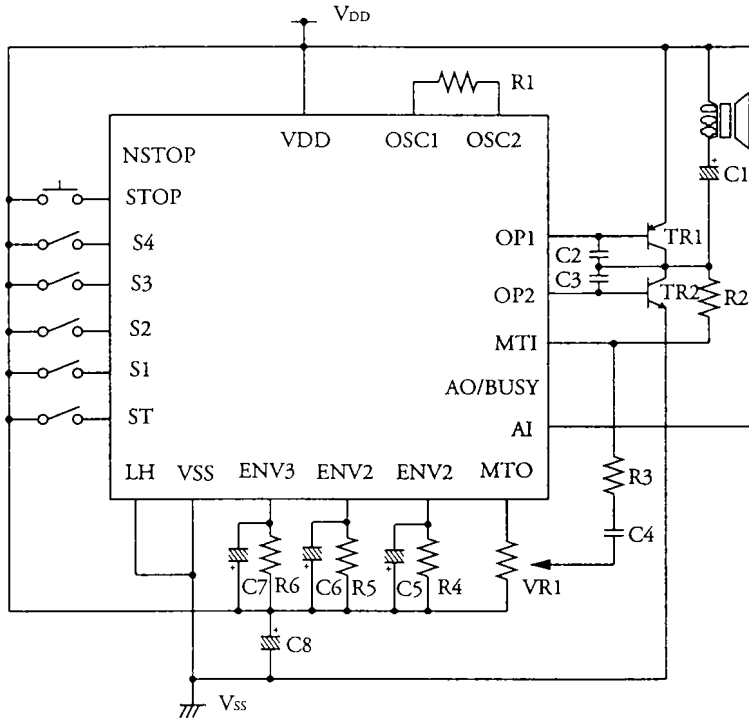 VDD
R1
NSTOP
VDD
OSC1
OSC2
C1
STOP
S4
OP1
TR1
C2
S3
C3
OP2
TR2
R2
S2
MTI
S1
AO/BUSY
ST
AI
LH
VSS
ENV3
ENV2
ENV2
MTO
R3
C4
C7
R6
C6
R5
C5
R4
VR1
C8
VSS